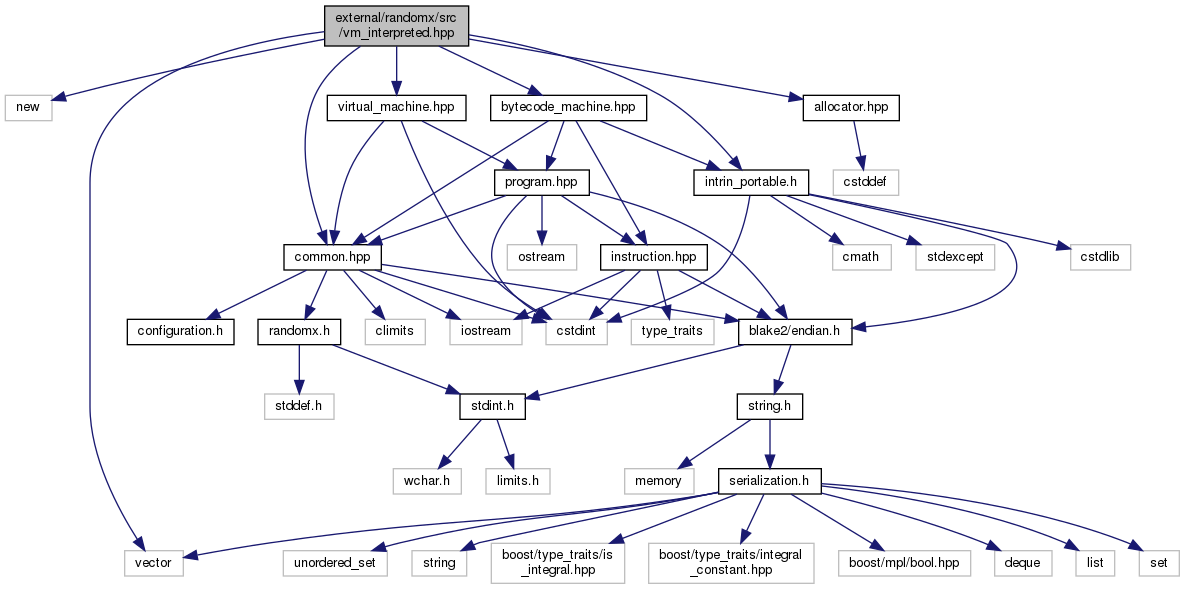 external/randomx/src
/vm_interpreted.hpp
new
virtual_machine.hpp
bytecode_machine.hpp
allocator.hpp
program.hpp
intrin_portable.h
cstddef
common.hpp
ostream
instruction.hpp
cmath
stdexcept
cstdlib
configuration.h
randomx.h
climits
iostream
cstdint
type_traits
blake2/endian.h
stddef.h
stdint.h
string.h
wchar.h
limits.h
memory
serialization.h
vector
unordered_set
string
boost/type_traits/is
_integral.hpp
boost/type_traits/integral
_constant.hpp
boost/mpl/bool.hpp
deque
list
set